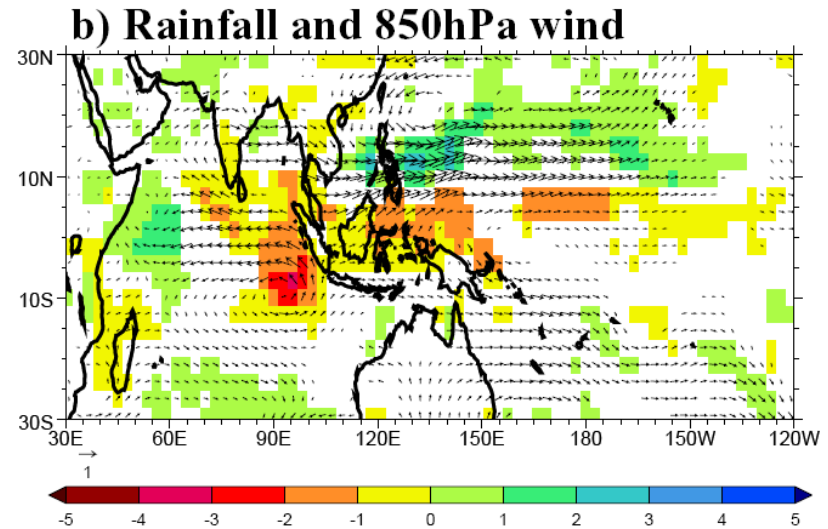 b) Rainfall and 850hPa wind
30N
10N
10S
30S
30E 60E 90E 120E 150E 180 150W 120W
1
-5 -4 -3 -2 -1 0 1 2 3 4 5